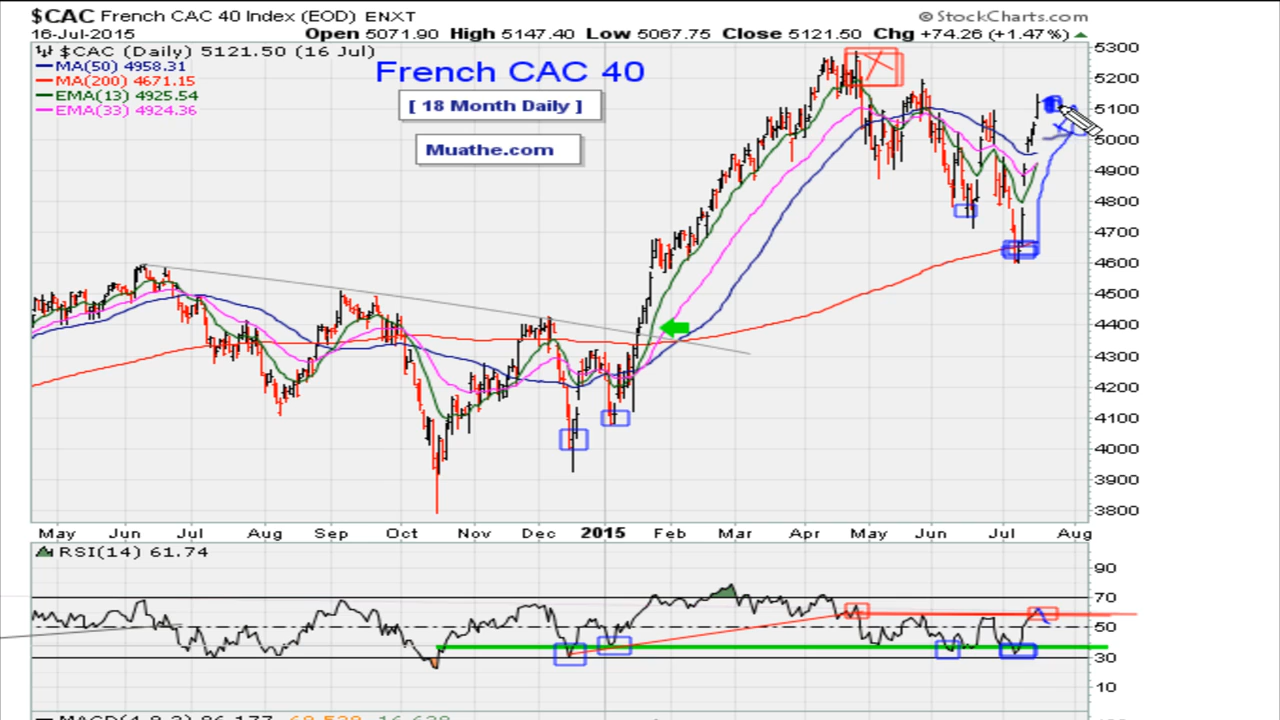 $CAC French CAC 40 Index (EOD) ENXT © StockCharts.com
16-Jul-2015 Open 5071.90 High 5147.40 Low 5067.75 Close 5121.50 Chg +74.26 (+1.47%)
$CAC (Daily) 5121.50 (16 Jul)
MA(50) 4958.31
MA(200) 4671.15
EMA(13) 4925.54
EMA(33) 4924.36
French CAC 40
[ 18 Month Daily ]
Muathe.com
5300
5200
5100
5000
4900
4800
4700
4600
4500
4400
4300
4200
4100
4000
3900
3800
May Jun Jul Aug Sep Oct Nov Dec 2015 Feb Mar Apr May Jun Jul Aug
RSI(14) 61.74
90
70
50
30
10